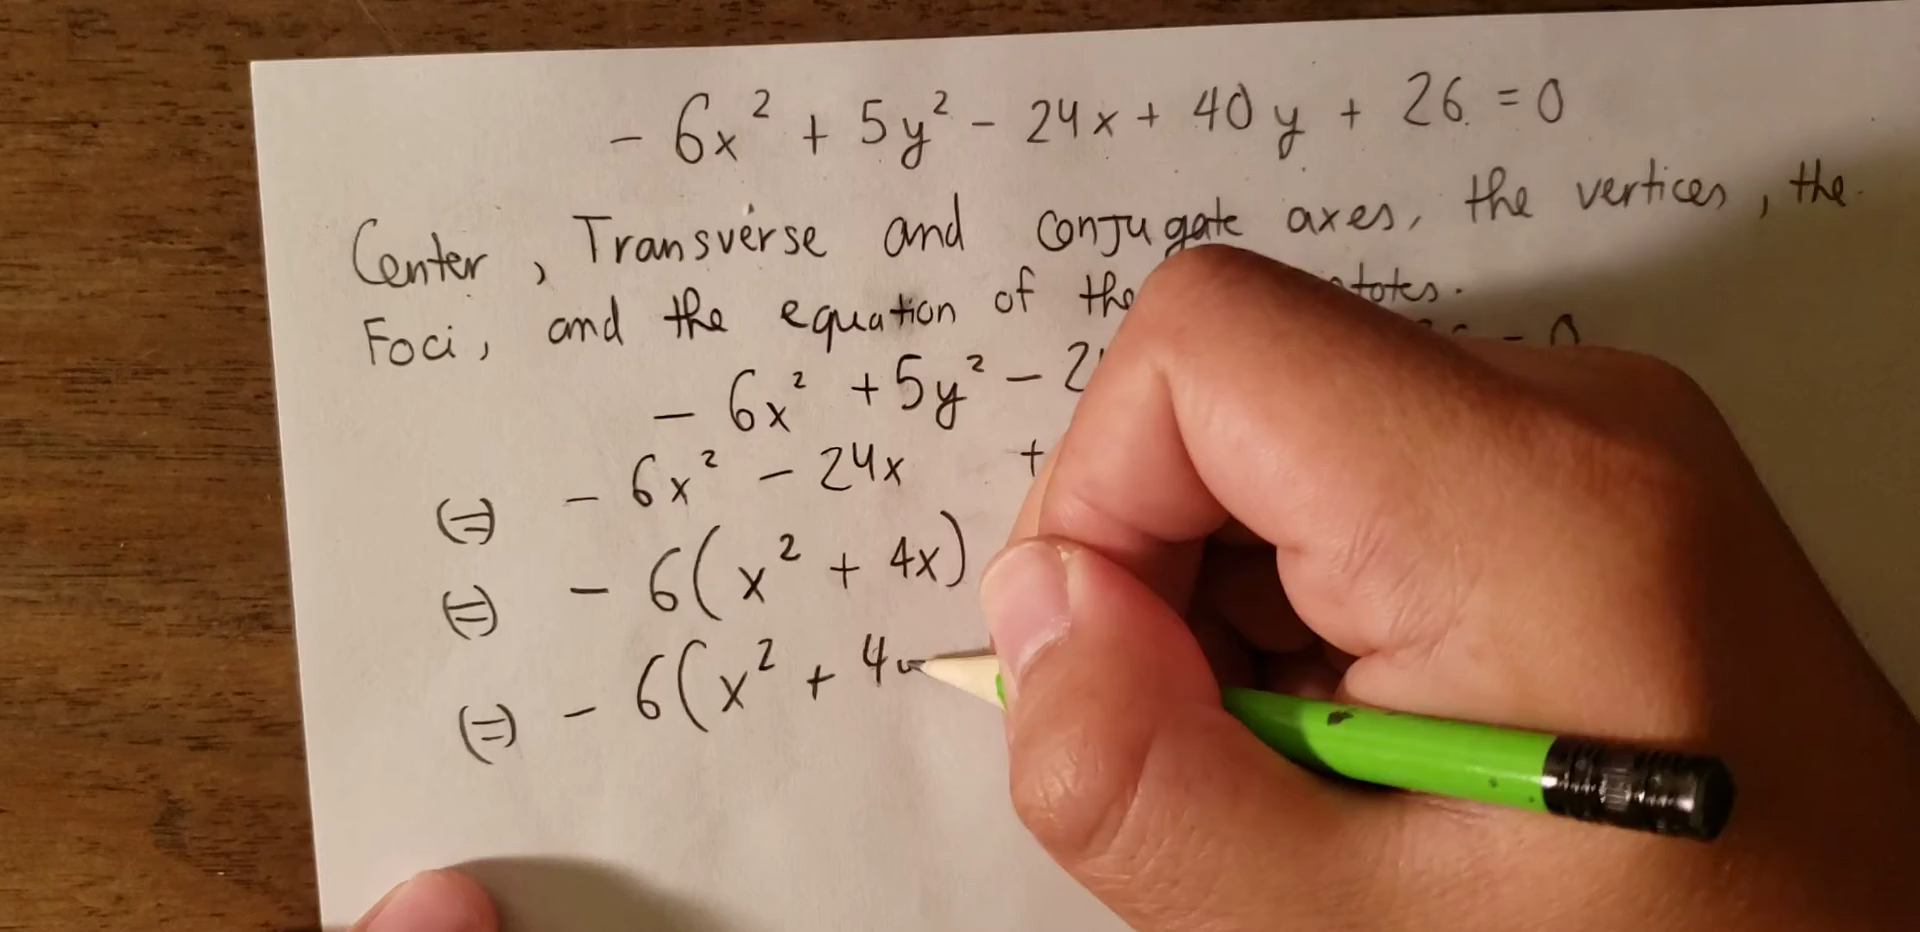 - 6x² + 5y² - 24x + 40y + 26 = 0
Center, Transverse and conjugate axes, the vertices, the
Foci, and the equation of the
- 6x² + 5y² - 2 = 0
(=) - 6x² - 24x +
(=) - 6(x² + 4x)
(=) - 6(x² + 4